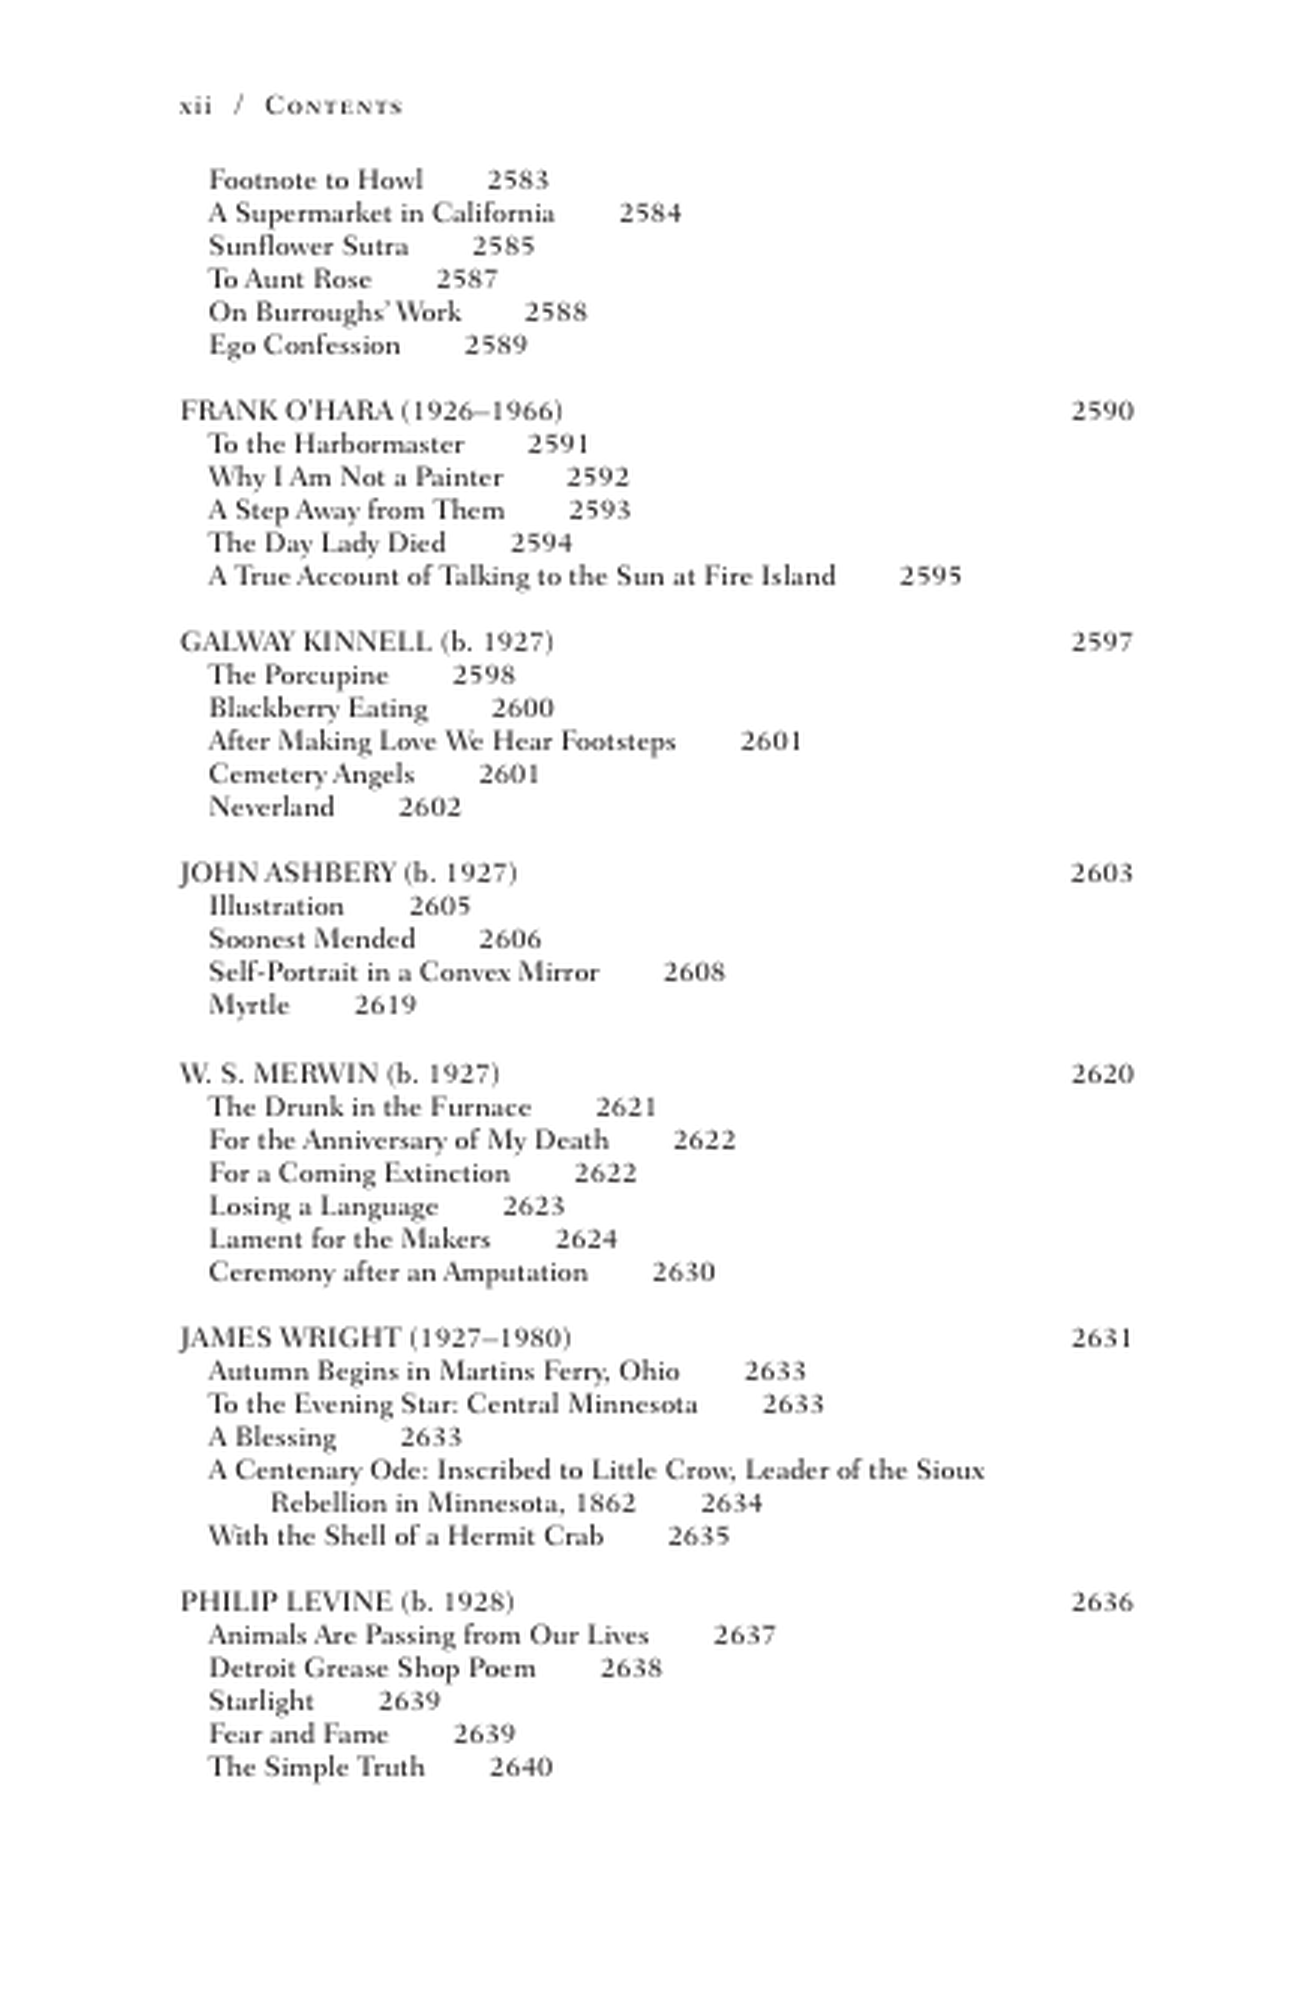 xii / CONTENTS
Footnote to Howl 2583
A Supermarket in California 2584
Sunflower Sutra 2585
To Aunt Rose 2587
On Burroughs' Work 2588
Ego Confession 2589
FRANK O'HARA (1926–1966) 2590
To the Harbormaster 2591
Why I Am Not a Painter 2592
A Step Away from Them 2593
The Day Lady Died 2594
A True Account of Talking to the Sun at Fire Island 2595
GALWAY KINNELL (b. 1927) 2597
The Porcupine 2598
Blackberry Eating 2600
After Making Love We Hear Footsteps 2601
Cemetery Angels 2601
Neverland 2602
JOHN ASHBERY (b. 1927) 2603
Illustration 2605
Soonest Mended 2606
Self-Portrait in a Convex Mirror 2608
Myrtle 2619
W. S. MERWIN (b. 1927) 2620
The Drunk in the Furnace 2621
For the Anniversary of My Death 2622
For a Coming Extinction 2622
Losing a Language 2623
Lament for the Makers 2624
Ceremony after an Amputation 2630
JAMES WRIGHT (1927–1980) 2631
Autumn Begins in Martins Ferry, Ohio 2633
To the Evening Star: Central Minnesota 2633
A Blessing 2633
A Centenary Ode: Inscribed to Little Crow, Leader of the Sioux
Rebellion in Minnesota, 1862 2634
With the Shell of a Hermit Crab 2635
PHILIP LEVINE (b. 1928) 2636
Animals Are Passing from Our Lives 2637
Detroit Grease Shop Poem 2638
Starlight 2639
Fear and Fame 2639
The Simple Truth 2640